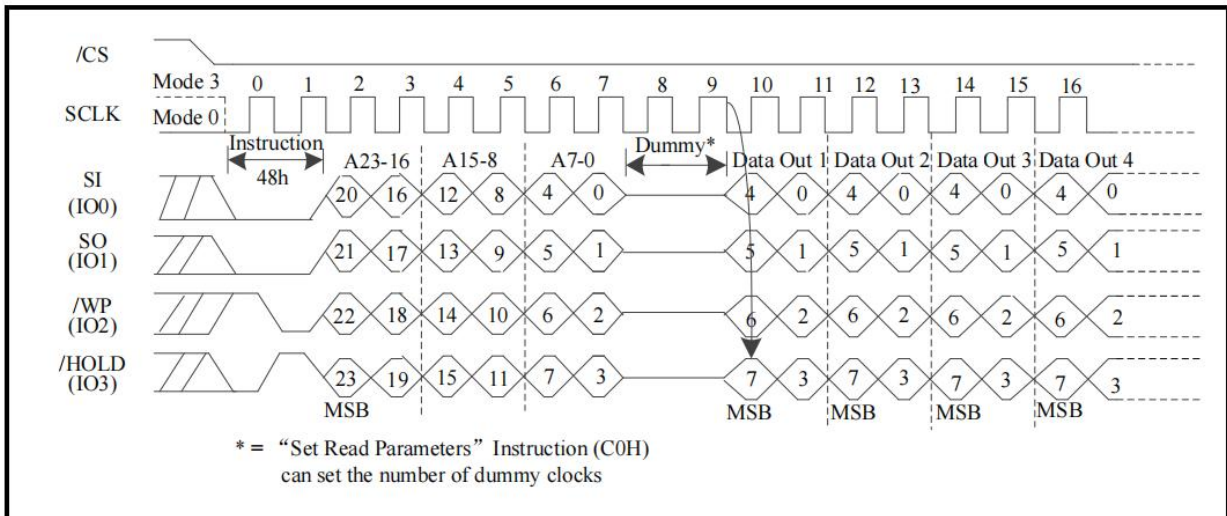 /CS
Mode 3 0 1 2 3 4 5 6 7 8 9 10 11 12 13 14 15 16
SCLK Mode 0
Instruction A23-16 A15-8 A7-0 Dummy* Data Out 1 Data Out 2 Data Out 3 Data Out 4
48h
SI
(IO0) 20 16 12 8 4 0 4 0 4 0 4 0 4 0
SO
(IO1) 21 17 13 9 5 1 5 1 5 1 5 1 5 1
/WP
(IO2) 22 18 14 10 6 2 6 2 6 2 6 2 6 2
/HOLD
(IO3) 23 19 15 11 7 3 7 3 7 3 7 3 7 3
MSB MSB MSB MSB MSB
* = “Set Read Parameters” Instruction (C0H)
can set the number of dummy clocks